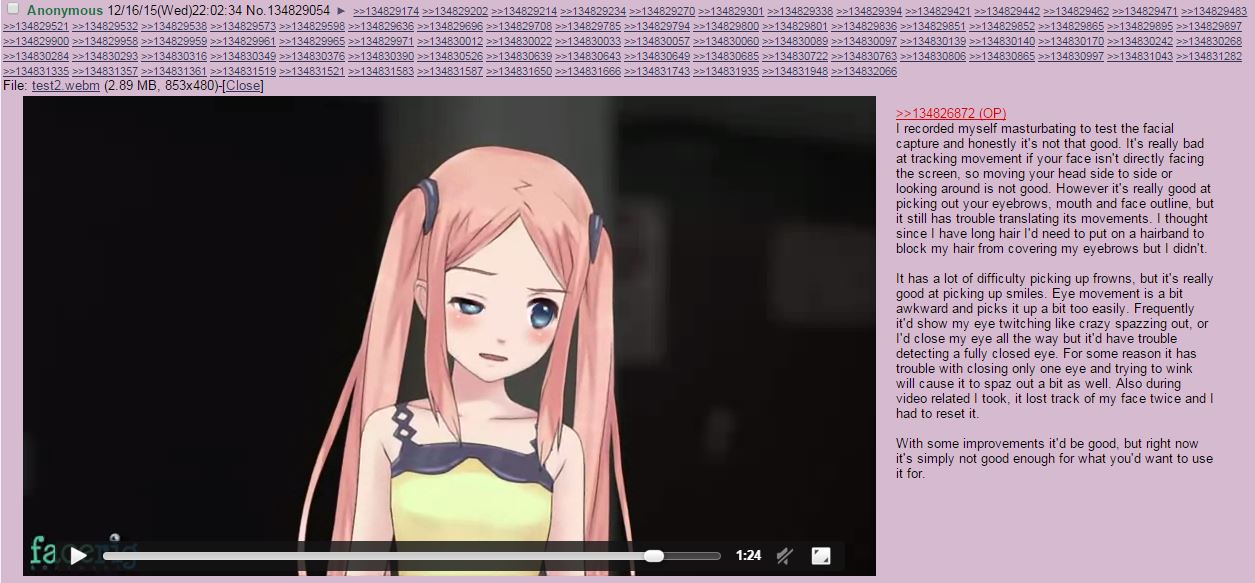 Anonymous 12/16/15(Wed)22:02:34 No.134829054 ► >>134829174 >>134829202 >>134829214 >>134829234 >>134829270 >>134829301 >>134829338 >>134829394 >>134829421 >>134829442 >>134829462 >>134829471 >>134829483
>>134829521 >>134829532 >>134829538 >>134829573 >>134829598 >>134829636 >>134829696 >>134829708 >>134829785 >>134829794 >>134829800 >>134829801 >>134829836 >>134829851 >>134829852 >>134829865 >>134829895 >>134829897
>>134829900 >>134829958 >>134829959 >>134829961 >>134829965 >>134829971 >>134830012 >>134830022 >>134830033 >>134830057 >>134830060 >>134830089 >>134830097 >>134830139 >>134830140 >>134830170 >>134830242 >>134830268
>>134830284 >>134830293 >>134830316 >>134830349 >>134830376 >>134830390 >>134830526 >>134830639 >>134830643 >>134830649 >>134830685 >>134830722 >>134830763 >>134830806 >>134830865 >>134830997 >>134831043 >>134831282
>>134831335 >>134831357 >>134831361 >>134831519 >>134831521 >>134831583 >>134831587 >>134831650 >>134831666 >>134831743 >>134831935 >>134831948 >>134832066
File: test2.webm (2.89 MB, 853x480)-[Close]
>>134826872 (OP)
I recorded myself masturbating to test the facial
capture and honestly it's not that good. It's really bad
at tracking movement if your face isn't directly facing
the screen, so moving your head side to side or
looking around is not good. However it's really good at
picking out your eyebrows, mouth and face outline, but
it still has trouble translating its movements. I thought
since I have long hair I'd need to put on a hairband to
block my hair from covering my eyebrows but I didn't.
It has a lot of difficulty picking up frowns, but it's really
good at picking up smiles. Eye movement is a bit
awkward and picks it up a bit too easily. Frequently
it'd show my eye twitching like crazy spazzing out, or
I'd close my eye all the way but it'd have trouble
detecting a fully closed eye. For some reason it has
trouble with closing only one eye and trying to wink
will cause it to spaz out a bit as well. Also during
video related I took, it lost track of my face twice and I
had to reset it.
With some improvements it'd be good, but right now
it's simply not good enough for what you'd want to use
it for.
facerig
1:24